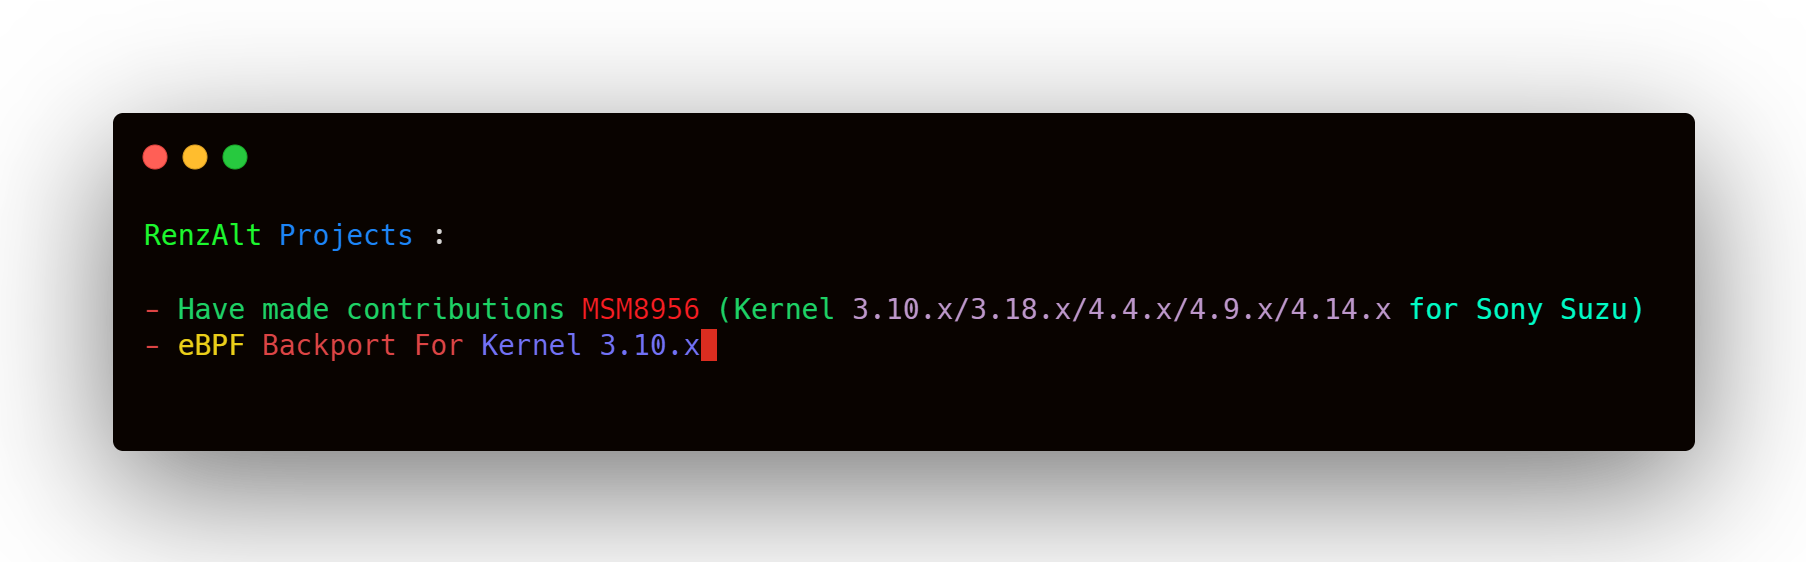 RenzAlt Projects :
- Have made contributions MSM8956 (Kernel 3.10.x/3.18.x/4.4.x/4.9.x/4.14.x for Sony Suzu)
- eBPF Backport For Kernel 3.10.x